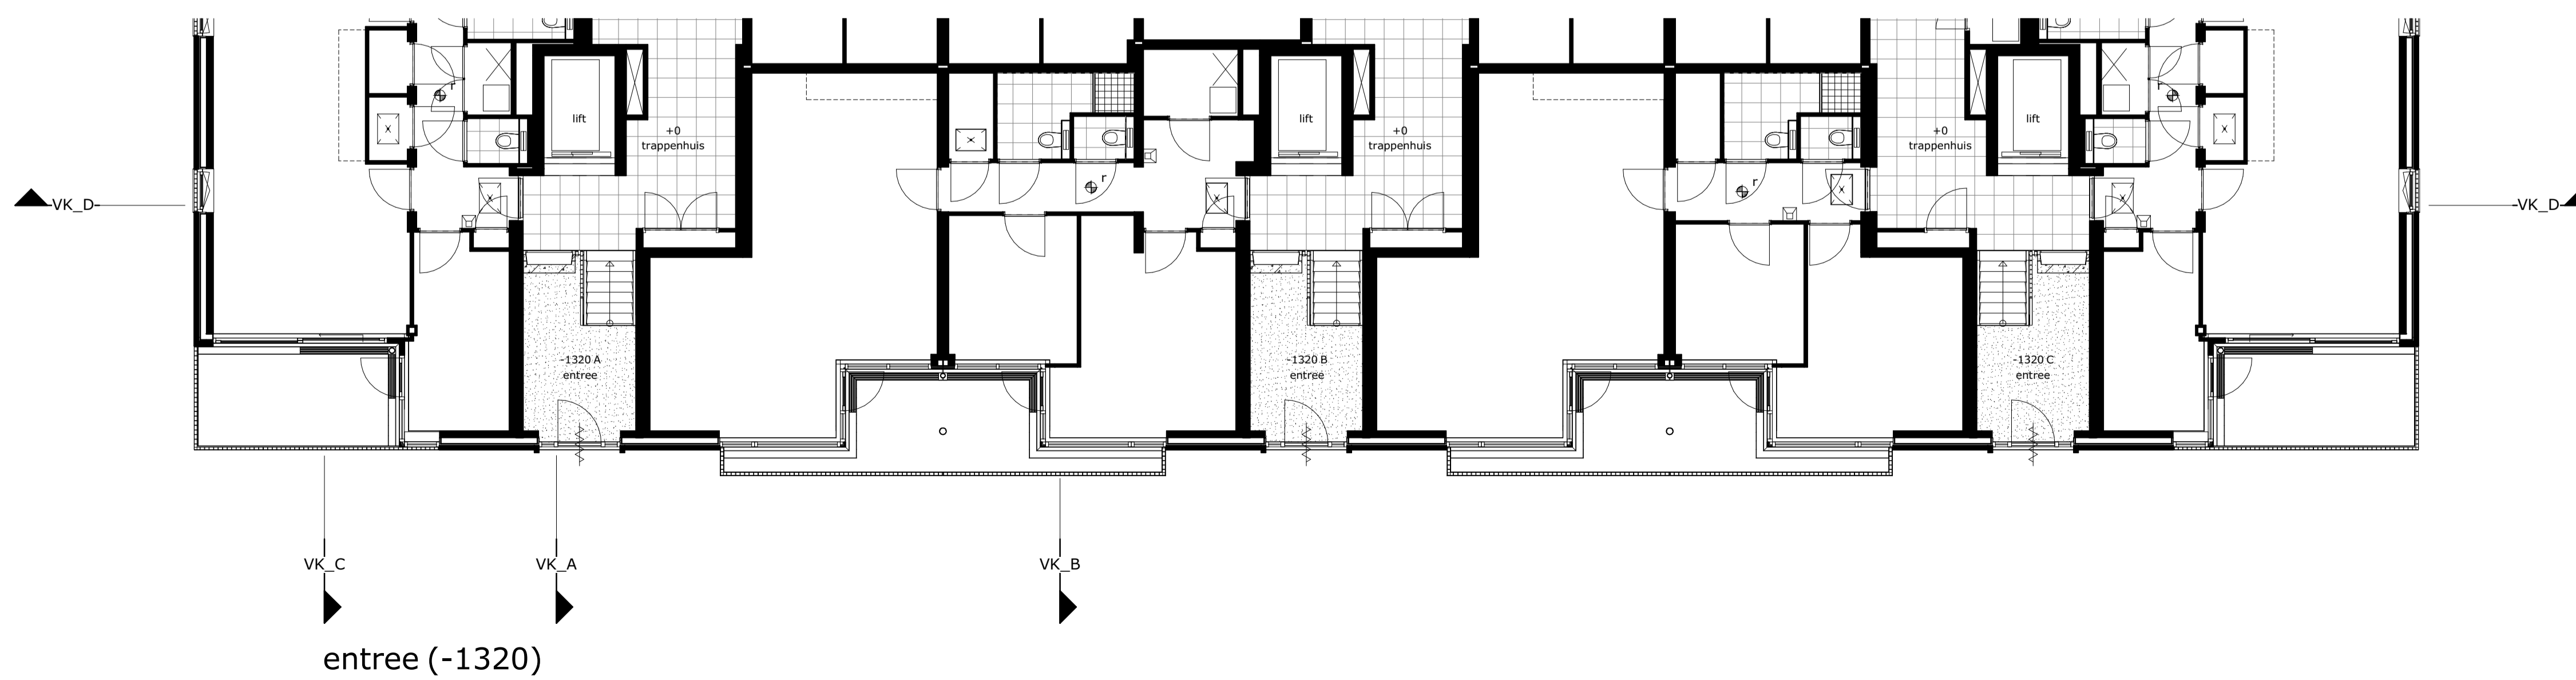 r
r
lift
lift
lift
+0
trappenhuis
+0
trappenhuis
+0
trappenhuis
r
r
VK_D
VK_D
-1320 A
entree
-1320 B
entree
-1320 C
entree
VK_C
VK_A
VK_B
entree (-1320)